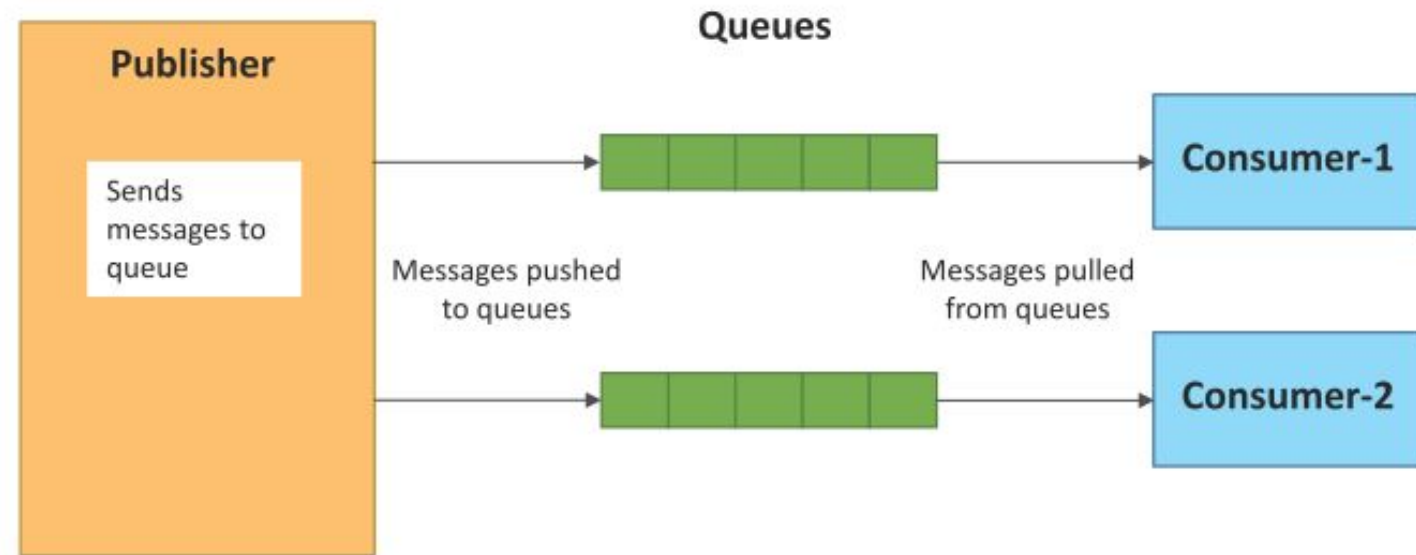 Queues
Publisher
Sends
messages to
queue
Messages pushed
to queues
Messages pulled
from queues
Consumer-1
Consumer-2